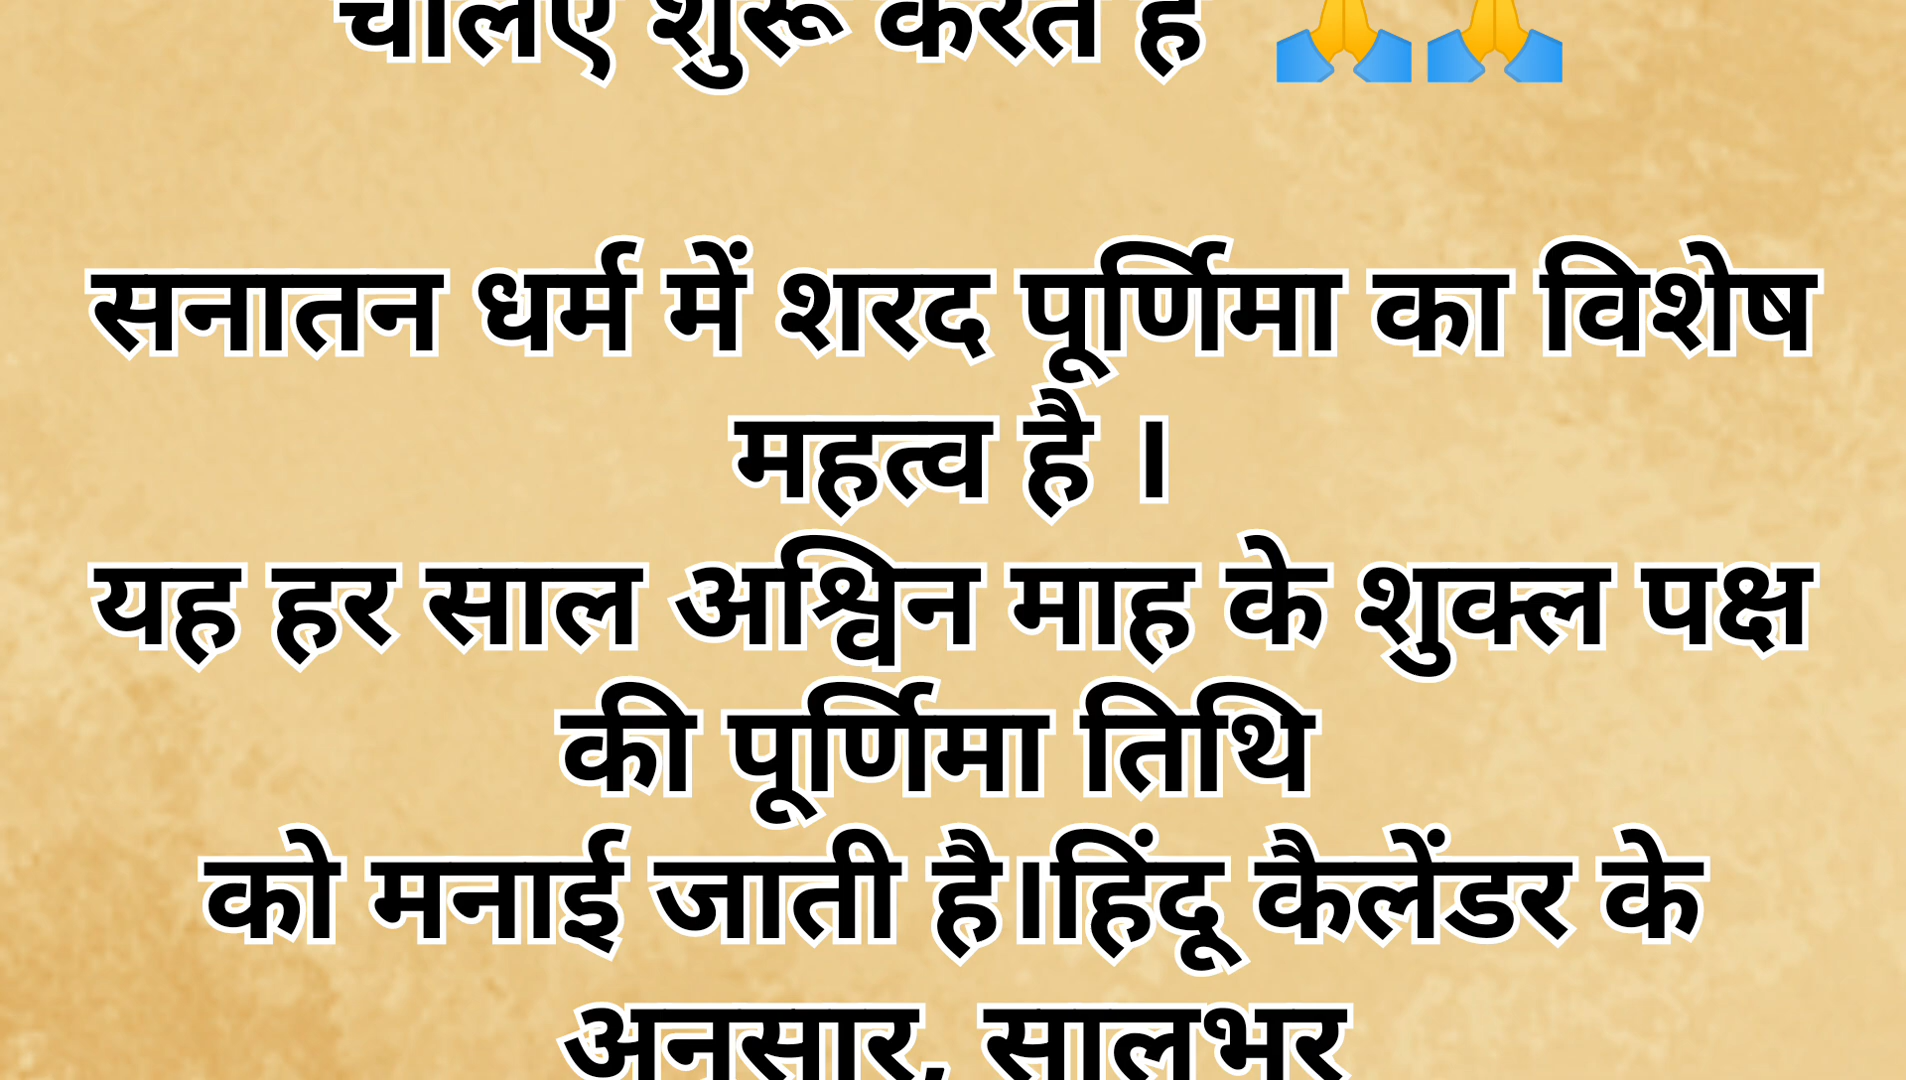 चलिए शुरू करते हैं 🙏🙏
सनातन धर्म में शरद पूर्णिमा का विशेष
महत्व है ।
यह हर साल अश्विन माह के शुक्ल पक्ष
की पूर्णिमा तिथि
को मनाई जाती है।हिंदू कैलेंडर के
अनुसार, सालभर